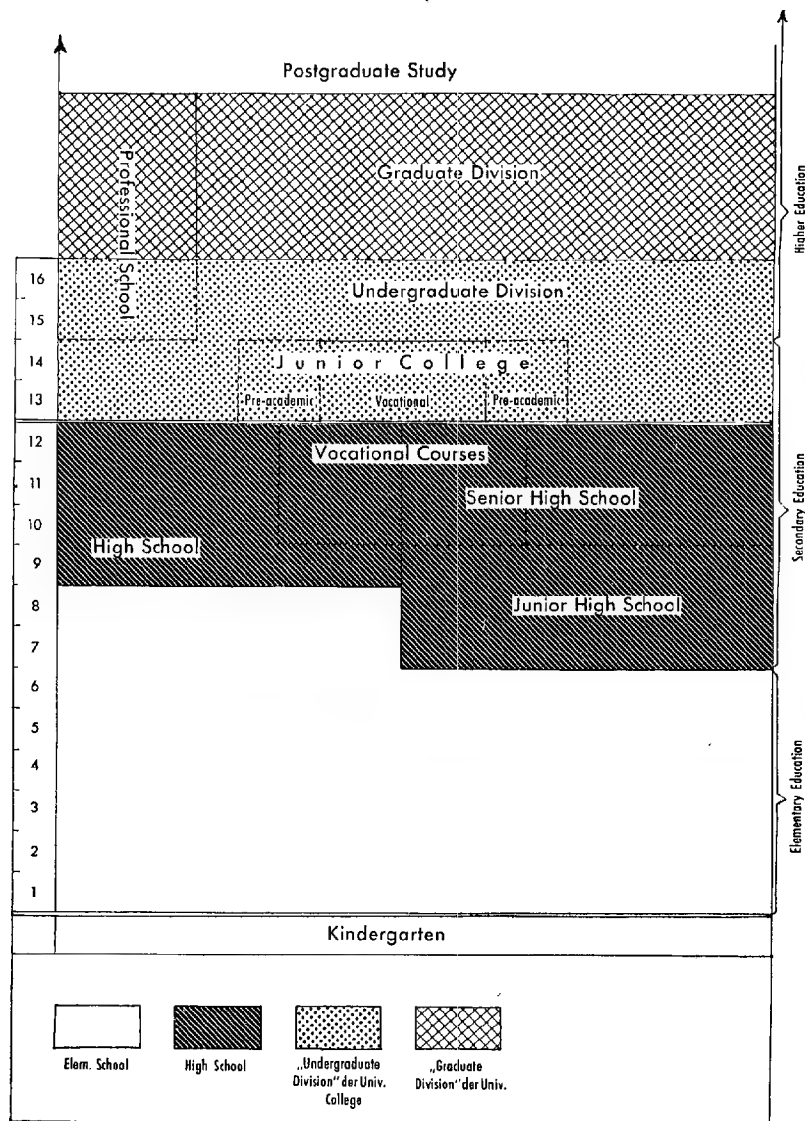 Postgraduate Study
Professional School
Graduate Division
Higher Education
16
Undergraduate Division
15
14
Junior College
13
Pre-academic
Vocational
Pre-academic
12
Vocational Courses
11
Senior High School
10
Secondary Education
High School
9
8
Junior High School
7
6
5
4
Elementary Education
3
2
1
Kindergarten
Elem. School
High School
„Undergraduate
Division" der Univ.
College
„Graduate
Division" der Univ.